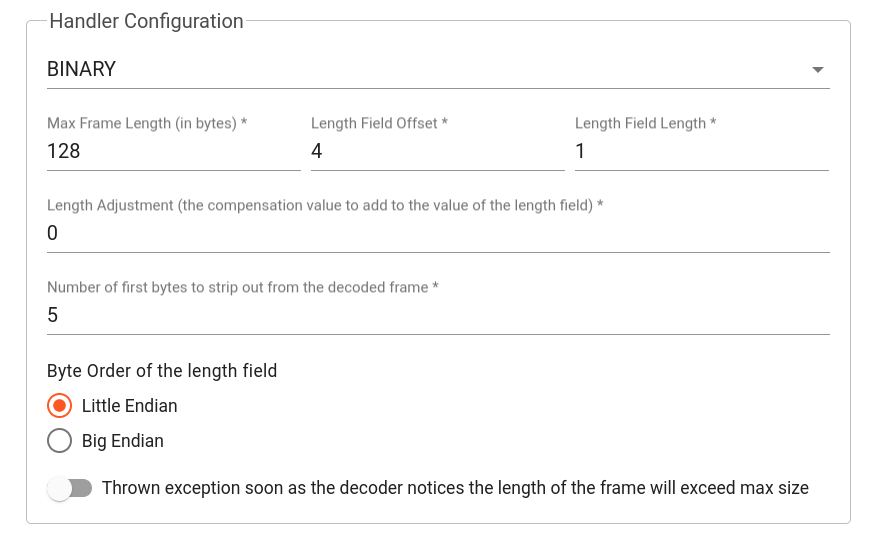 Handler Configuration
BINARY
Max Frame Length (in bytes) *
Length Field Offset *
Length Field Length *
128
4
1
Length Adjustment (the compensation value to add to the value of the length field) *
0
Number of first bytes to strip out from the decoded frame *
5
Byte Order of the length field
Little Endian
Big Endian
Thrown exception soon as the decoder notices the length of the frame will exceed max size